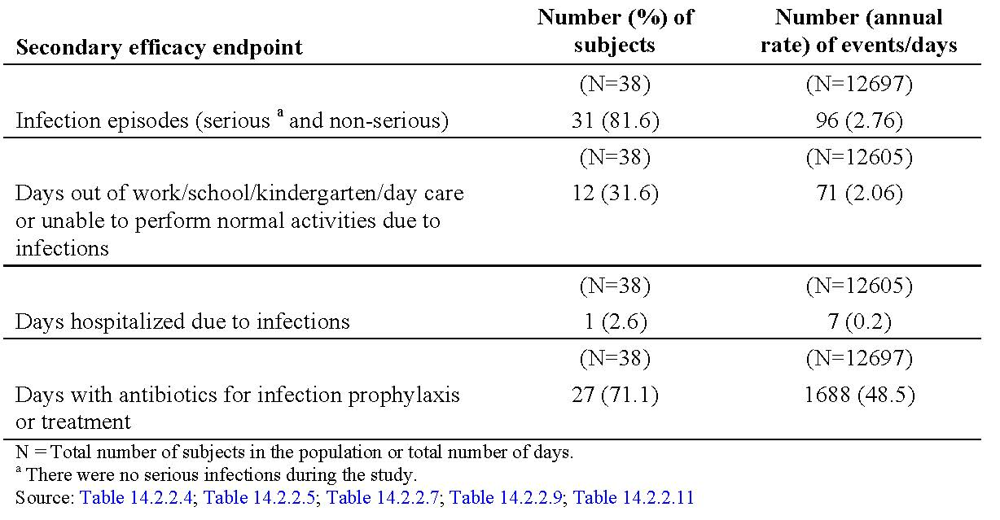 Secondary efficacy endpoint Number (%) of subjects Number (annual rate) of events/days
(N=38) (N=12697)
Infection episodes (serious a and non-serious) 31 (81.6) 96 (2.76)
(N=38) (N=12605)
Days out of work/school/kindergarten/day care 12 (31.6) 71 (2.06)
or unable to perform normal activities due to
infections
(N=38) (N=12605)
Days hospitalized due to infections 1 (2.6) 7 (0.2)
(N=38) (N=12697)
Days with antibiotics for infection prophylaxis 27 (71.1) 1688 (48.5)
or treatment
N = Total number of subjects in the population or total number of days.
a There were no serious infections during the study.
Source: Table 14.2.2.4; Table 14.2.2.5; Table 14.2.2.7; Table 14.2.2.9; Table 14.2.2.11